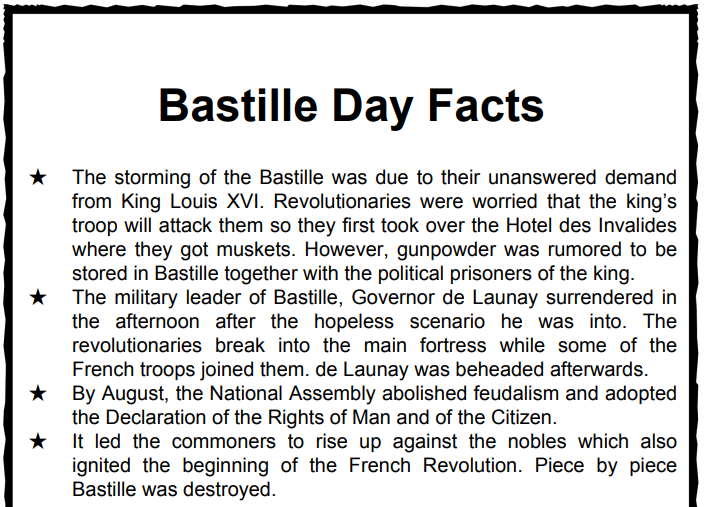 Bastille Day Facts
★ The storming of the Bastille was due to their unanswered demand
from King Louis XVI. Revolutionaries were worried that the king's
troop will attack them so they first took over the Hotel des Invalides
where they got muskets. However, gunpowder was rumored to be
stored in Bastille together with the political prisoners of the king.
★ The military leader of Bastille, Governor de Launay surrendered in
the afternoon after the hopeless scenario he was into. The
revolutionaries break into the main fortress while some of the
French troops joined them. de Launay was beheaded afterwards.
★ By August, the National Assembly abolished feudalism and adopted
the Declaration of the Rights of Man and of the Citizen.
★ It led the commoners to rise up against the nobles which also
ignited the beginning of the French Revolution. Piece by piece
Bastille was destroyed.